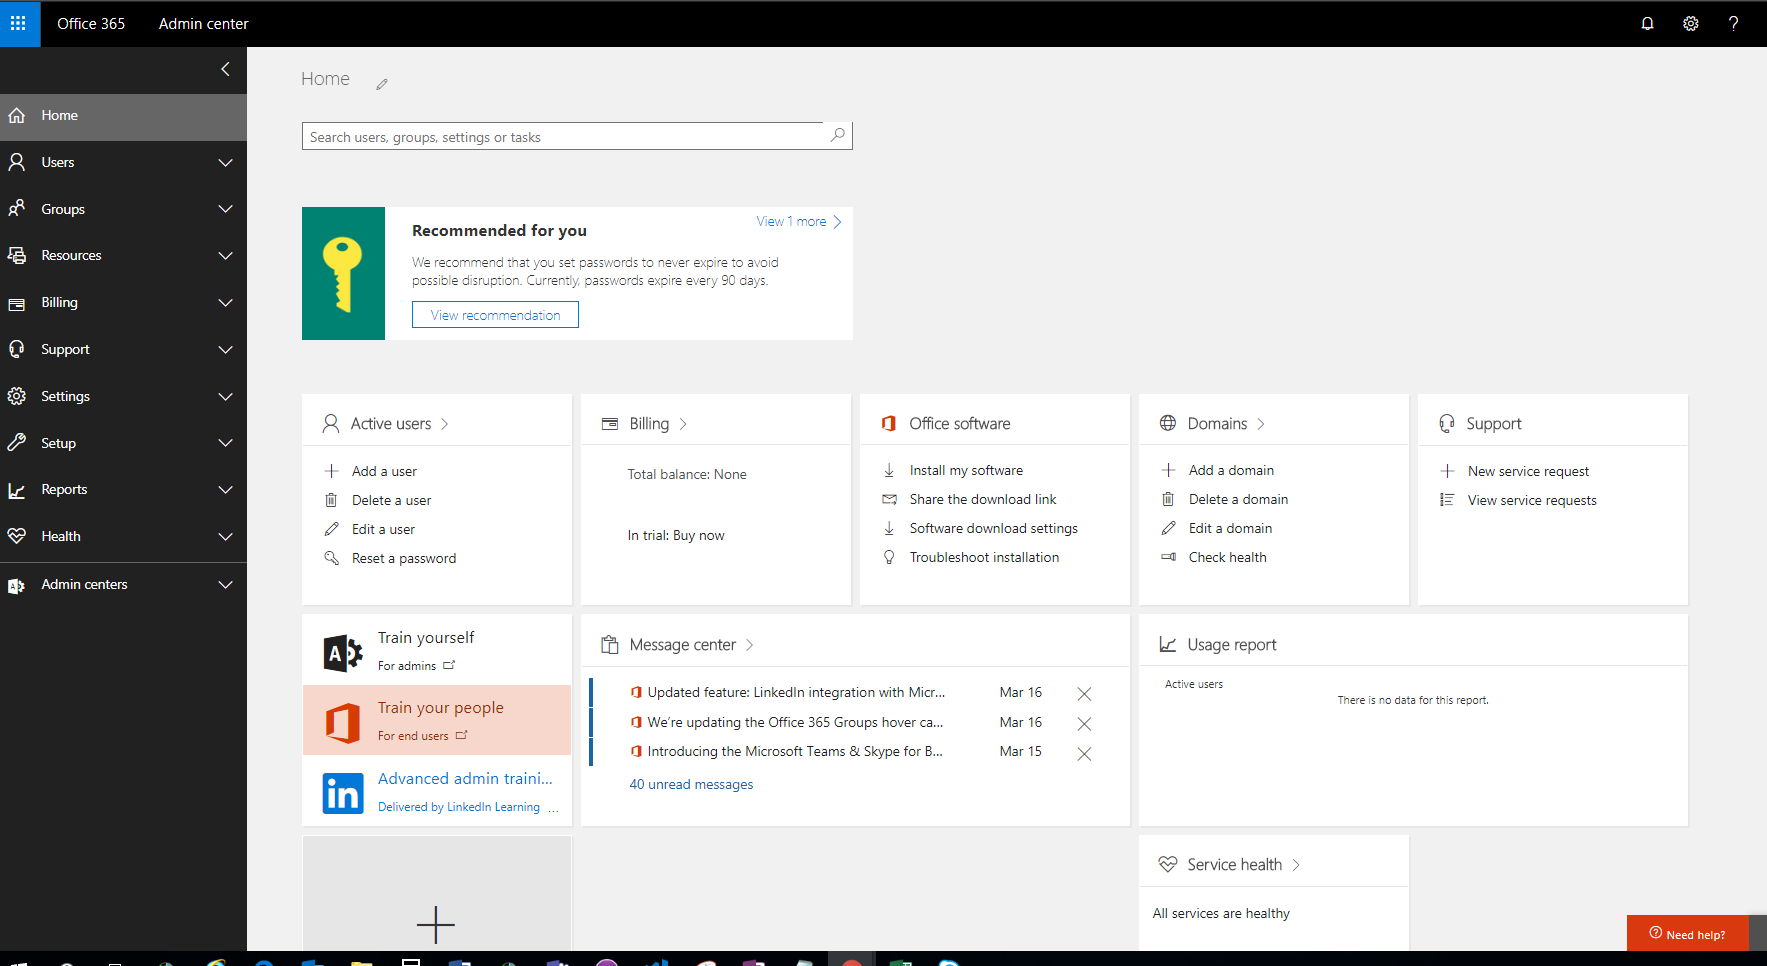 Office 365
Admin center
?
Home
Users
Groups
Resources
Billing
Support
Settings
Setup
Reports
Health
Admin centers
Home
Search users, groups, settings or tasks
Recommended for you
View 1 more
We recommend that you set passwords to never expire to avoid
possible disruption. Currently, passwords expire every 90 days.
View recommendation
Active users
Add a user
Delete a user
Edit a user
Reset a password
Billing
Total balance: None
In trial: Buy now
Office software
Install my software
Share the download link
Software download settings
Troubleshoot installation
Domains
Add a domain
Delete a domain
Edit a domain
Check health
Support
New service request
View service requests
A
Train yourself
For admins
Train your people
For end users
in
Advanced admin traini...
Delivered by LinkedIn Learning ...
Message center
Updated feature: LinkedIn integration with Micr... Mar 16
We're updating the Office 365 Groups hover ca... Mar 16
Introducing the Microsoft Teams & Skype for B... Mar 15
40 unread messages
Usage report
Active users
There is no data for this report.
Service health
All services are healthy
Need help?